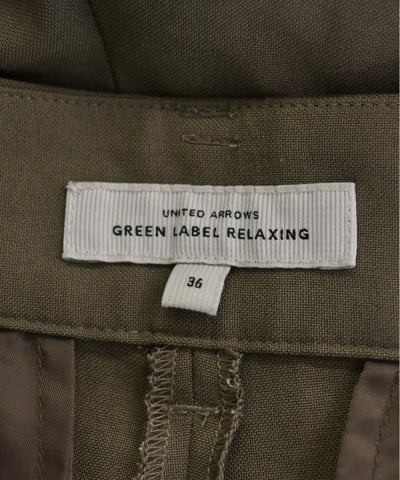 UNITED ARROWS
GREEN LABEL RELAXING
36